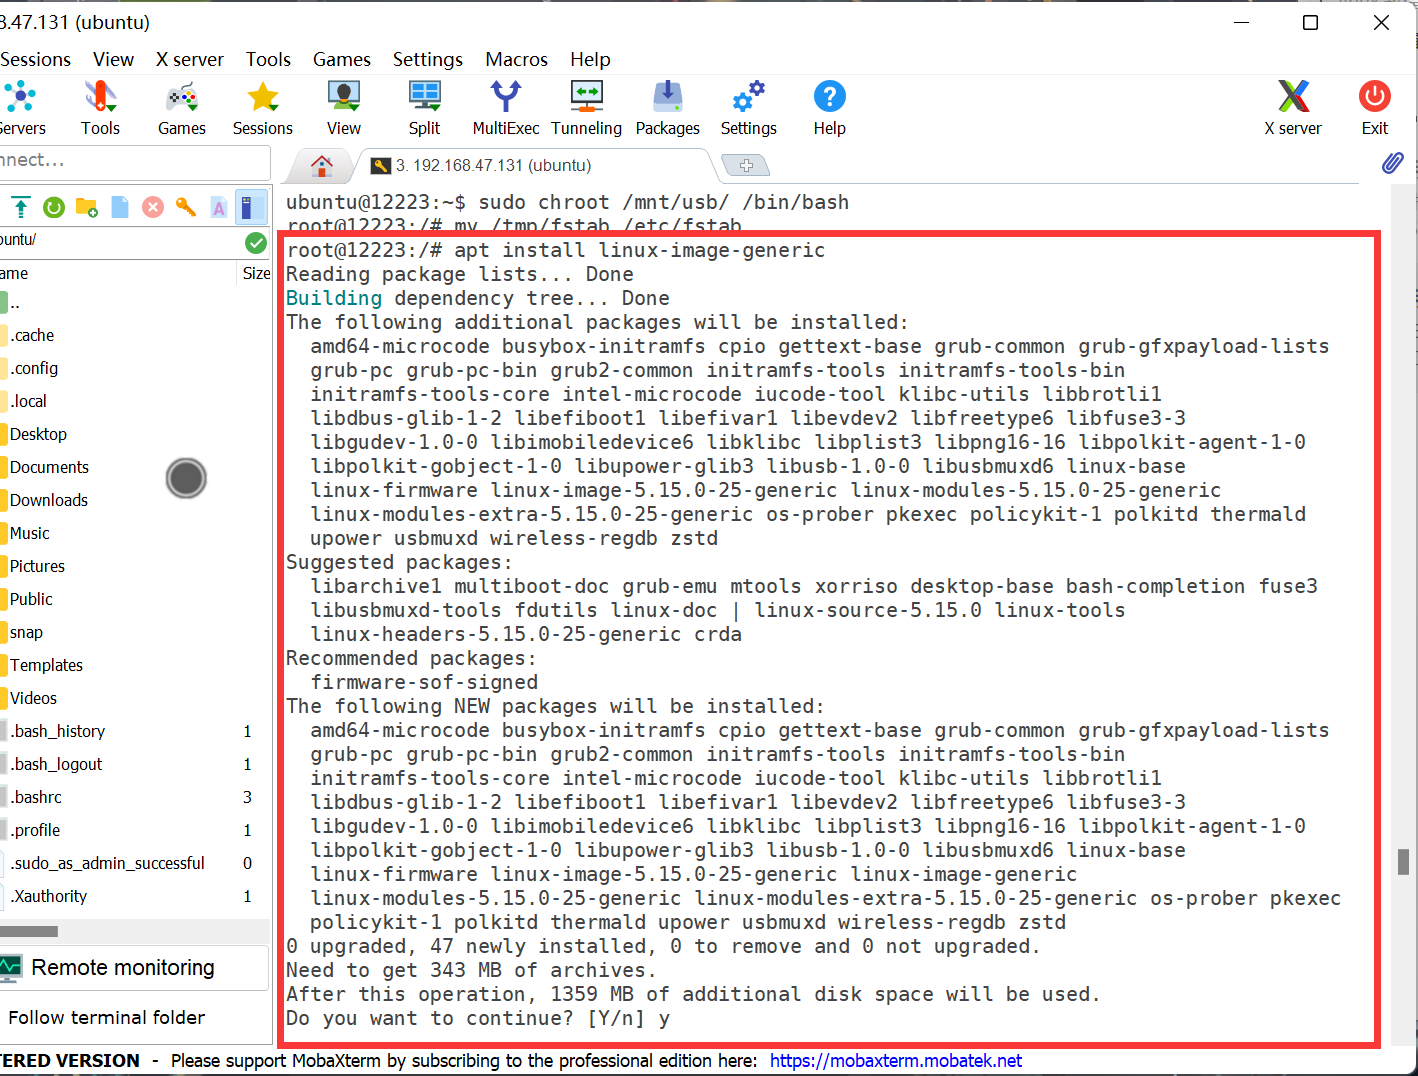 8.47.131 (ubuntu)
Sessions View X server Tools Games Settings Macros Help
Servers Tools Games Sessions View Split MultiExec Tunneling Packages Settings Help X server Exit
nnect...
3. 192.168.47.131 (ubuntu)
ubuntu@12223:~$ sudo chroot /mnt/usb/ /bin/bash
root@12223:/# mv /tmp/fstab /etc/fstab
root@12223:/# apt install linux-image-generic
Reading package lists... Done
Building dependency tree... Done
The following additional packages will be installed:
amd64-microcode busybox-initramfs cpio gettext-base grub-common grub-gfxpayload-lists
grub-pc grub-pc-bin grub2-common initramfs-tools initramfs-tools-bin
initramfs-tools-core intel-microcode iucode-tool klibc-utils libbrotli1
libdbus-glib-1-2 libefiboot1 libefivar1 libevdev2 libfreetype6 libfuse3-3
libgudev-1.0-0 libimobiledevice6 libklibc libplist3 libpng16-16 libpolkit-agent-1-0
libpolkit-gobject-1-0 libupower-glib3 libusb-1.0-0 libusbmuxd6 linux-base
linux-firmware linux-image-5.15.0-25-generic linux-modules-5.15.0-25-generic
linux-modules-extra-5.15.0-25-generic os-prober pkexec policykit-1 polkitd thermald
upower usbmuxd wireless-regdb zstd
Suggested packages:
libarchive1 multiboot-doc grub-emu mtools xorriso desktop-base bash-completion fuse3
libusbmuxd-tools fdutils linux-doc | linux-source-5.15.0 linux-tools
linux-headers-5.15.0-25-generic crda
Recommended packages:
firmware-sof-signed
The following NEW packages will be installed:
amd64-microcode busybox-initramfs cpio gettext-base grub-common grub-gfxpayload-lists
grub-pc grub-pc-bin grub2-common initramfs-tools initramfs-tools-bin
initramfs-tools-core intel-microcode iucode-tool klibc-utils libbrotli1
libdbus-glib-1-2 libefiboot1 libefivar1 libevdev2 libfreetype6 libfuse3-3
libgudev-1.0-0 libimobiledevice6 libklibc libplist3 libpng16-16 libpolkit-agent-1-0
libpolkit-gobject-1-0 libupower-glib3 libusb-1.0-0 libusbmuxd6 linux-base
linux-firmware linux-image-5.15.0-25-generic linux-image-generic
linux-modules-5.15.0-25-generic linux-modules-extra-5.15.0-25-generic os-prober pkexec
policykit-1 polkitd thermald upower usbmuxd wireless-regdb zstd
0 upgraded, 47 newly installed, 0 to remove and 0 not upgraded.
Need to get 343 MB of archives.
After this operation, 1359 MB of additional disk space will be used.
Do you want to continue? [Y/n] y
buntu/
ame Size
..
.cache
.config
.local
Desktop
Documents
Downloads
Music
Pictures
Public
snap
Templates
Videos
.bash_history 1
.bash_logout 1
.bashrc 3
.profile 1
.sudo_as_admin_successful 0
.Xauthority 1
Remote monitoring
Follow terminal folder
TERED VERSION - Please support MobaXterm by subscribing to the professional edition here: https://mobaxterm.mobatek.net